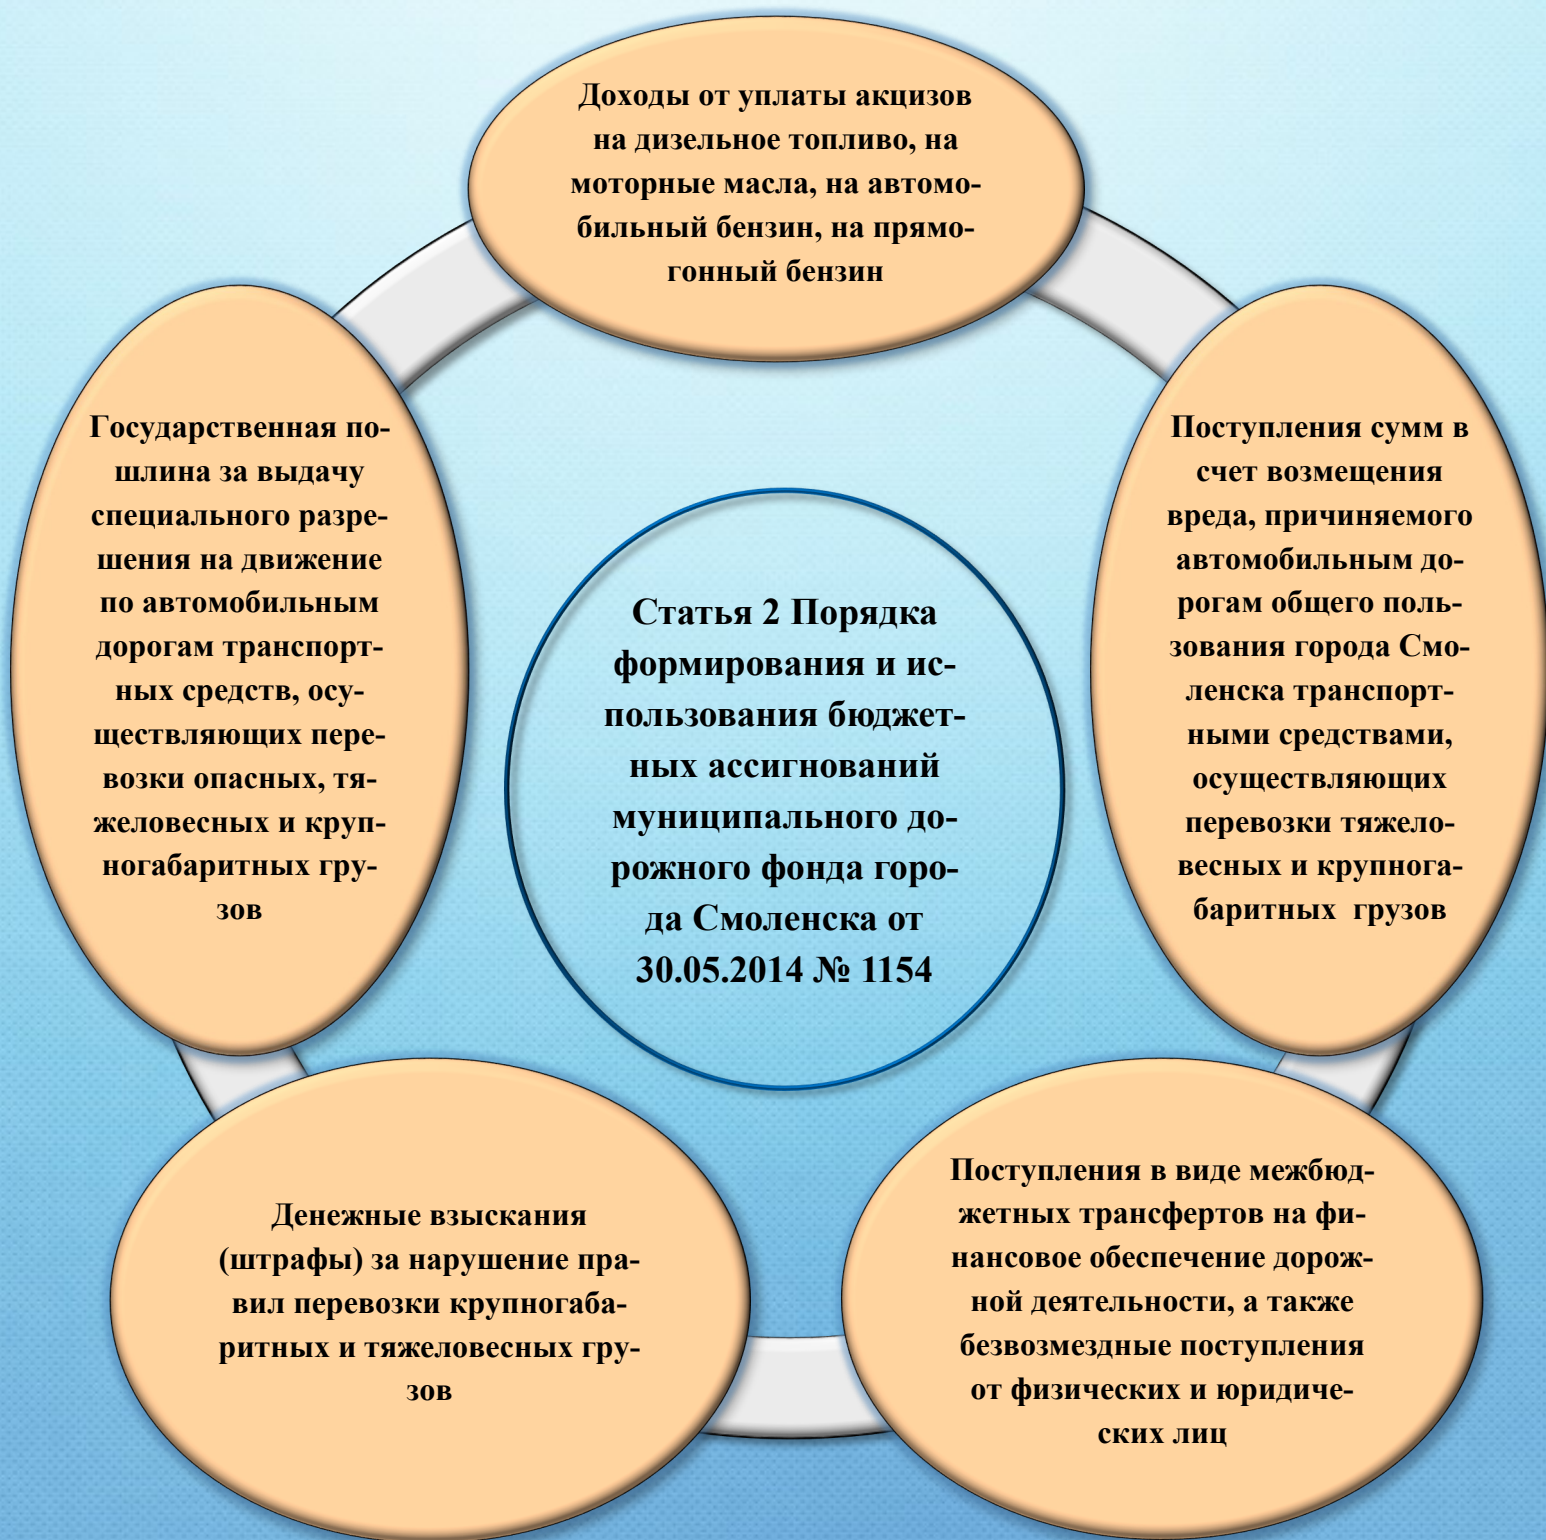 Доходы от уплаты акцизов
на дизельное топливо, на
моторные масла, на автомо-
бильный бензин, на прямо-
гонный бензин
Государственная по-
шлина за выдачу
специального разре-
шения на движение
по автомобильным
дорогам транспорт-
ных средств, осу-
ществляющих пере-
возки опасных, тя-
желовесных и круп-
ногабаритных гру-
зов
Статья 2 Порядка
формирования и ис-
пользования бюджет-
ных ассигнований
муниципального до-
рожного фонда горо-
да Смоленска от
30.05.2014 № 1154
Поступления сумм в
счет возмещения
вреда, причиняемого
автомобильным до-
рогам общего поль-
зования города Смо-
ленска транспорт-
ными средствами,
осуществляющих
перевозки тяжело-
весных и крупнога-
баритных грузов
Денежные взыскания
(штрафы) за нарушение пра-
вил перевозки крупногаба-
ритных и тяжеловесных гру-
зов
Поступления в виде межбюд-
жетных трансфертов на фи-
нансовое обеспечение дорож-
ной деятельности, а также
безвозмездные поступления
от физических и юридиче-
ских лиц